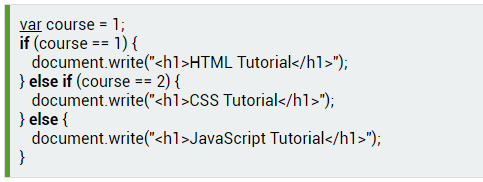 var course = 1;
if (course == 1) {
document.write("<h1>HTML Tutorial</h1>");
} else if (course == 2) {
document.write("<h1>CSS Tutorial</h1>");
} else {
document.write("<h1>JavaScript Tutorial</h1>");
}